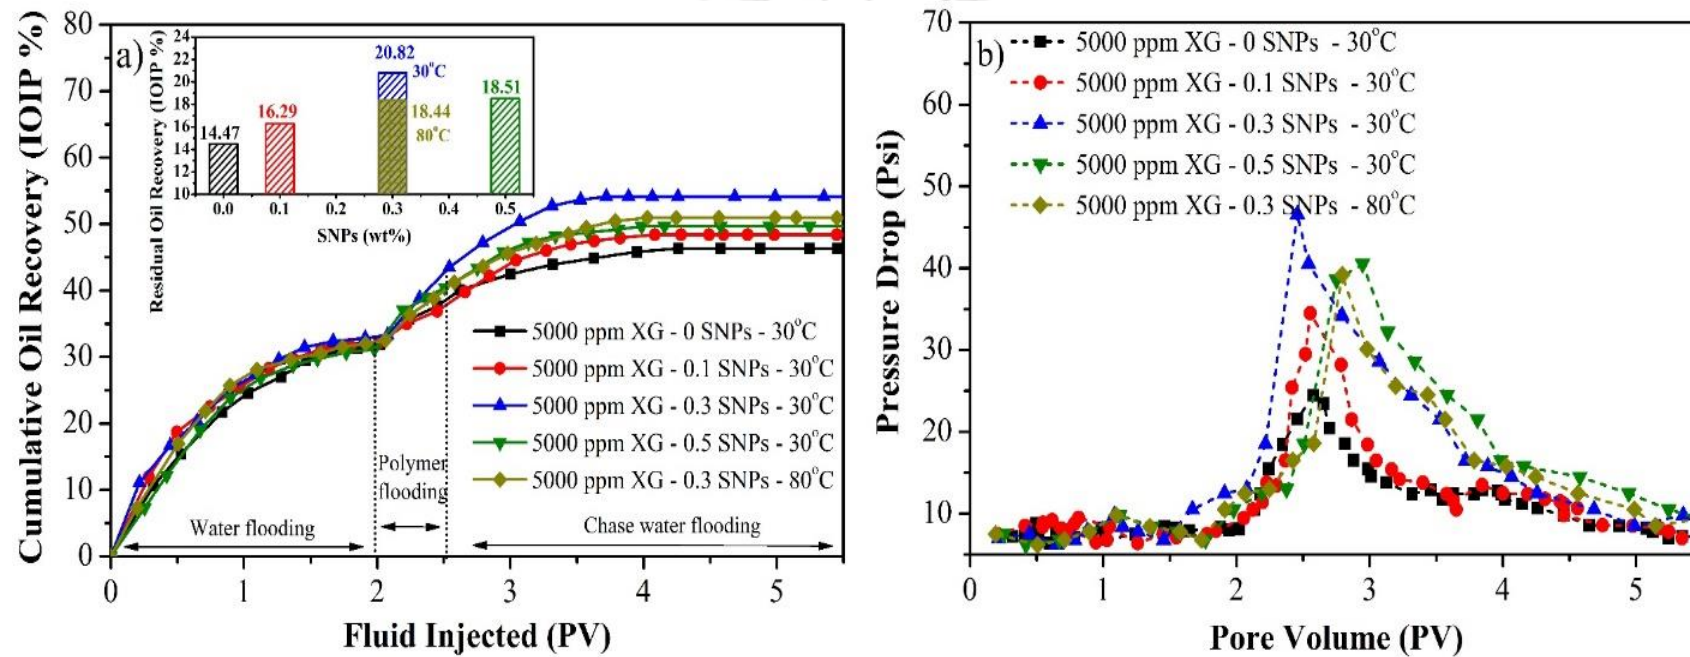 a)
Cumulative Oil Recovery (IOIP %)
80
70
60
50
40
30
20
10
0
0
1
2
3
4
5
Fluid Injected (PV)
Residual Oil Recovery (IOIP %)
24
22
20
18
16
14
12
10
14.47
16.29
20.82
30°C
18.44
80°C
18.51
0.0
0.1
0.2
0.3
0.4
0.5
SNPs (wt%)
5000 ppm XG - 0 SNPs - 30°C
5000 ppm XG - 0.1 SNPs - 30°C
5000 ppm XG - 0.3 SNPs - 30°C
5000 ppm XG - 0.5 SNPs - 30°C
5000 ppm XG - 0.3 SNPs - 80°C
Water flooding
Polymer
flooding
Chase water flooding
b)
Pressure Drop (Psi)
70
60
50
40
30
20
10
0
1
2
3
4
5
Pore Volume (PV)
5000 ppm XG - 0 SNPs - 30°C
5000 ppm XG - 0.1 SNPs - 30°C
5000 ppm XG - 0.3 SNPs - 30°C
5000 ppm XG - 0.5 SNPs - 30°C
5000 ppm XG - 0.3 SNPs - 80°C